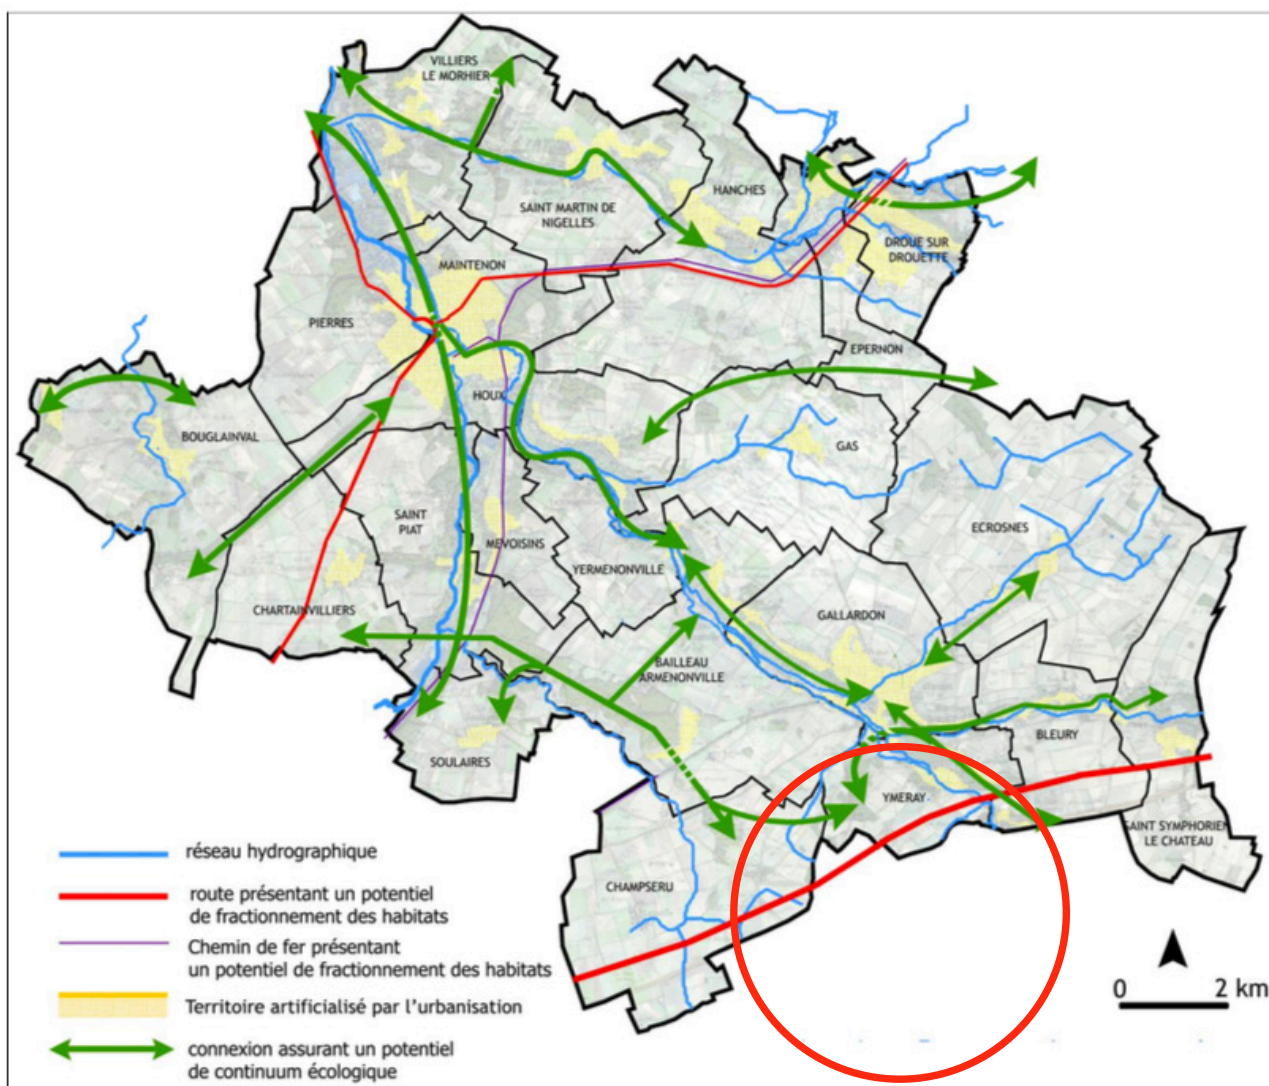 VILLIERS
LE MORHIER
HANCHES
SAINT MARTIN DE
NIGELLES
DROUE SUR
DROUETTE
MAINTENON
PIERRES
EPERNON
HOUX
BOUGLAINVAL
GAS
SAINT
PIAT
ECROSNES
MEVOISINS
YERMENONVILLE
CHARTAINVILLIERS
GALLARDON
BAILLEAU
ARMENONVILLE
BLEURY
SOULAIRES
YMERAY
SAINT SYMPHORIEN
LE CHATEAU
CHAMPSERU
réseau hydrographique
route présentant un potentiel
de fractionnement des habitats
Chemin de fer présentant
un potentiel de fractionnement des habitats
Territoire artificialisé par l'urbanisation
connexion assurant un potentiel
de continuum écologique
0 2 km